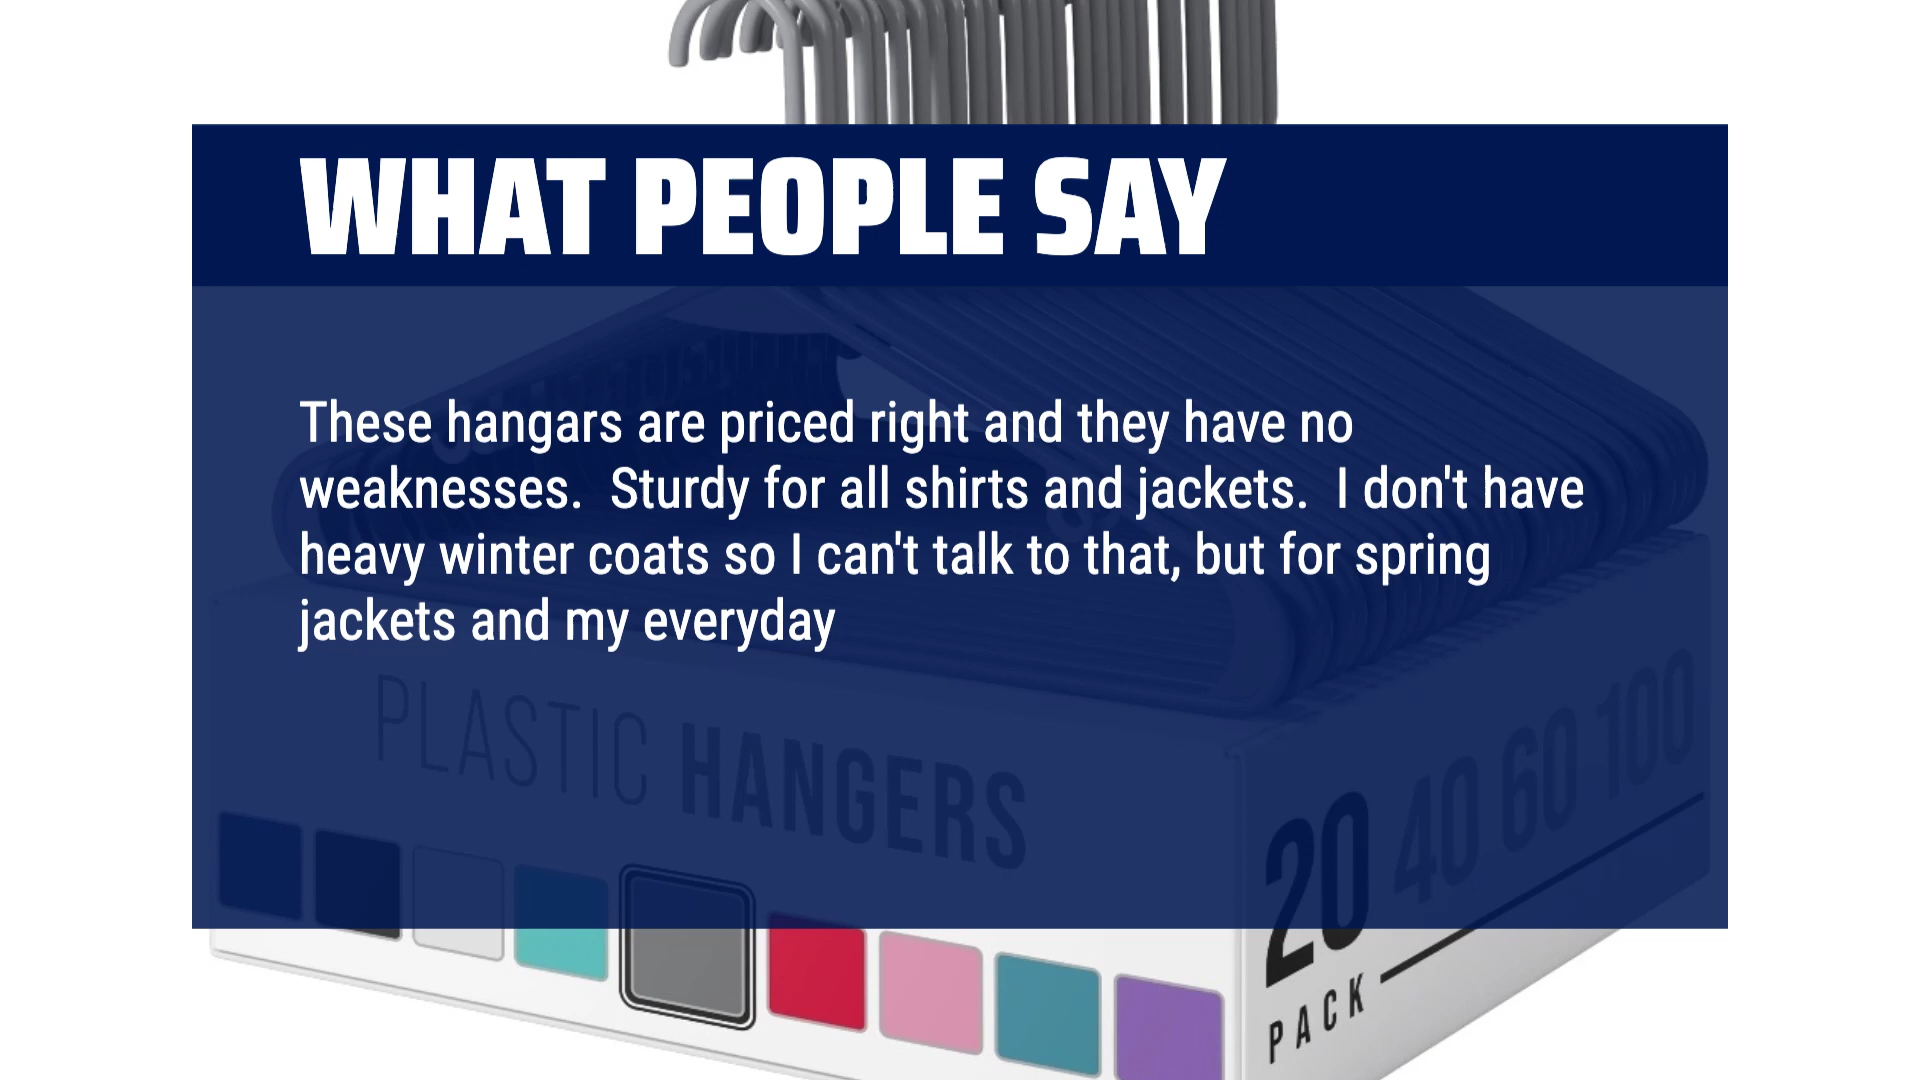 WHAT PEOPLE SAY
These hangars are priced right and they have no
weaknesses.  Sturdy for all shirts and jackets.  I don't have
heavy winter coats so I can't talk to that, but for spring
jackets and my everyday
PLASTIC HANGERS
20 40 60 100
PACK